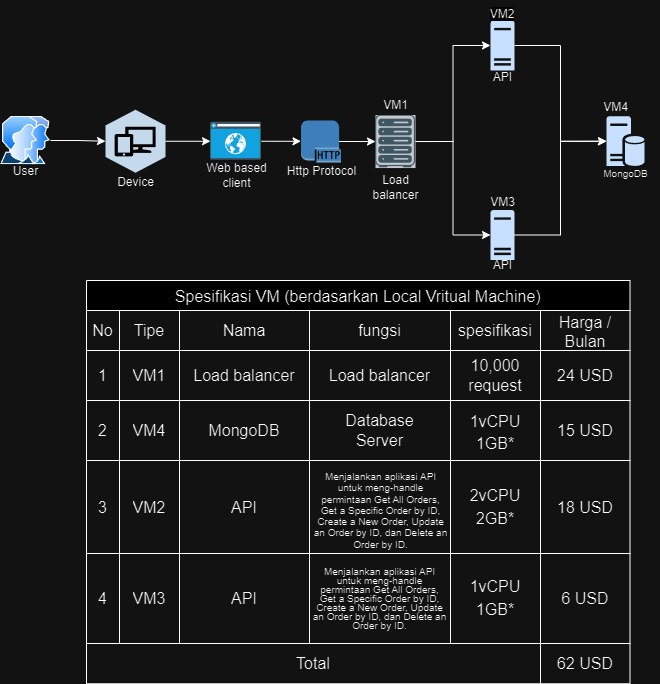 VM2
API
VM1
VM4
User
Device
Web based
client
HTTP
Http Protocol
Load
balancer
MongoDB
VM3
API
Spesifikasi VM (berdasarkan Local Vritual Machine)
No Tipe Nama fungsi spesifikasi Harga /
Bulan
1 VM1 Load balancer Load balancer 10,000
request 24 USD
2 VM4 MongoDB Database
Server 1vCPU
1GB* 15 USD
3 VM2 API Menjalankan aplikasi API
untuk meng-handle
permintaan Get All Orders,
Get a Specific Order by ID,
Create a New Order, Update
an Order by ID, dan Delete an
Order by ID. 2vCPU
2GB* 18 USD
4 VM3 API Menjalankan aplikasi API
untuk meng-handle
permintaan Get All Orders,
Get a Specific Order by ID,
Create a New Order, Update
an Order by ID, dan Delete an
Order by ID. 1vCPU
1GB* 6 USD
Total 62 USD